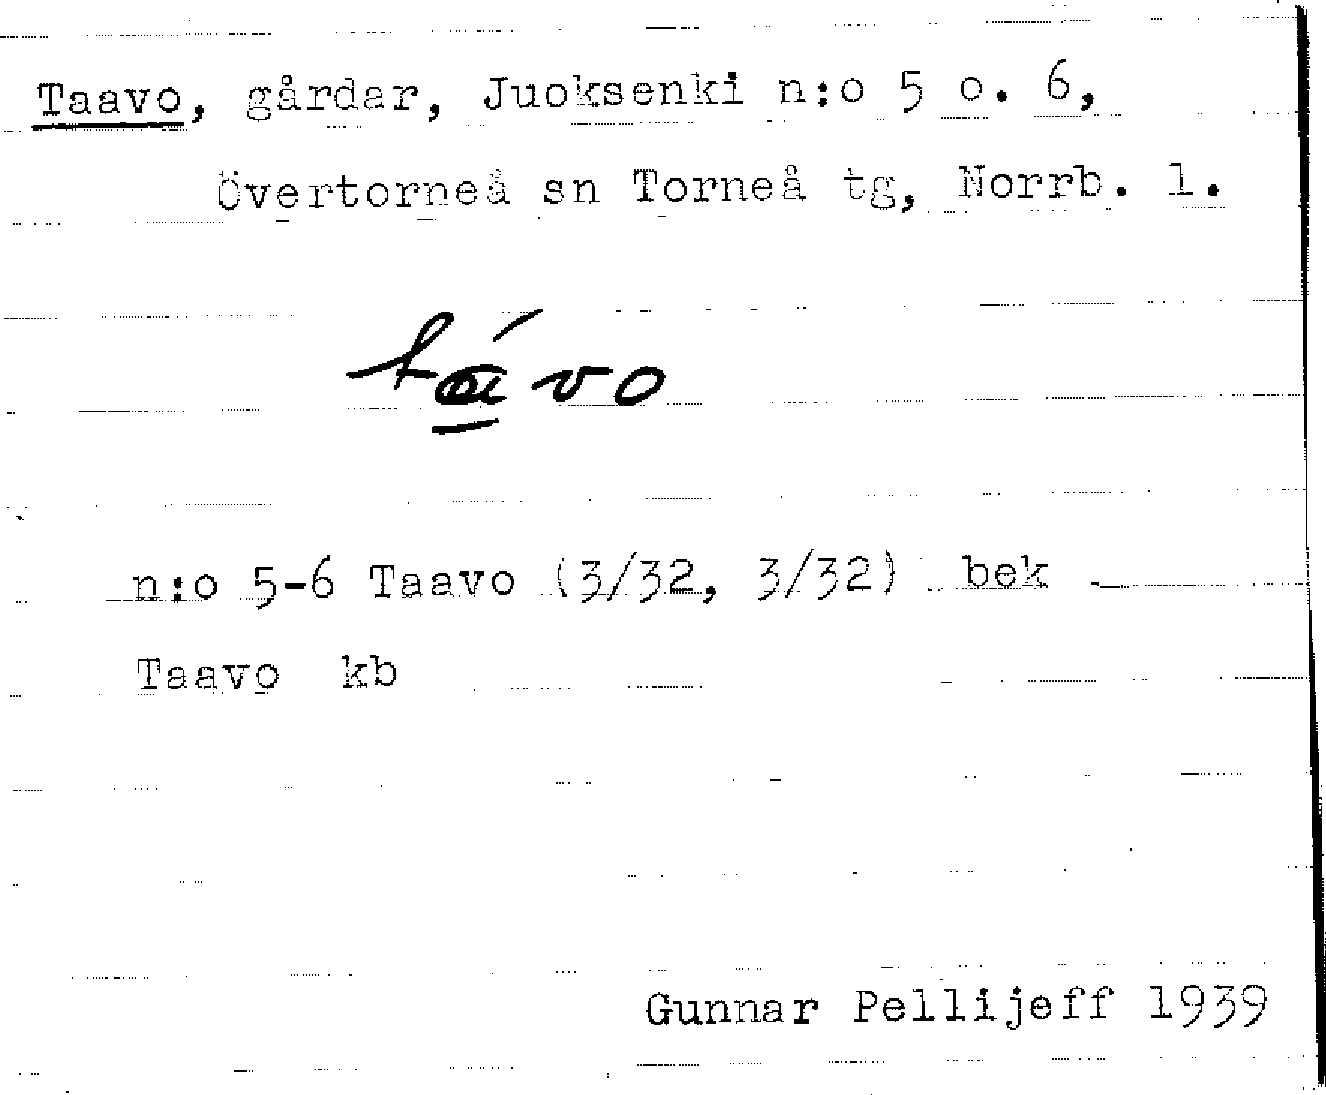 Taavo, gårdar, Juoksenki n:o 5 o. 6,
Övertorneå sn Torneå tg, Norrb. l.
n:o 5-6 Taavo (3/32, 3/32) bek
Taavo kb
Gunnar Pellijeff 1939